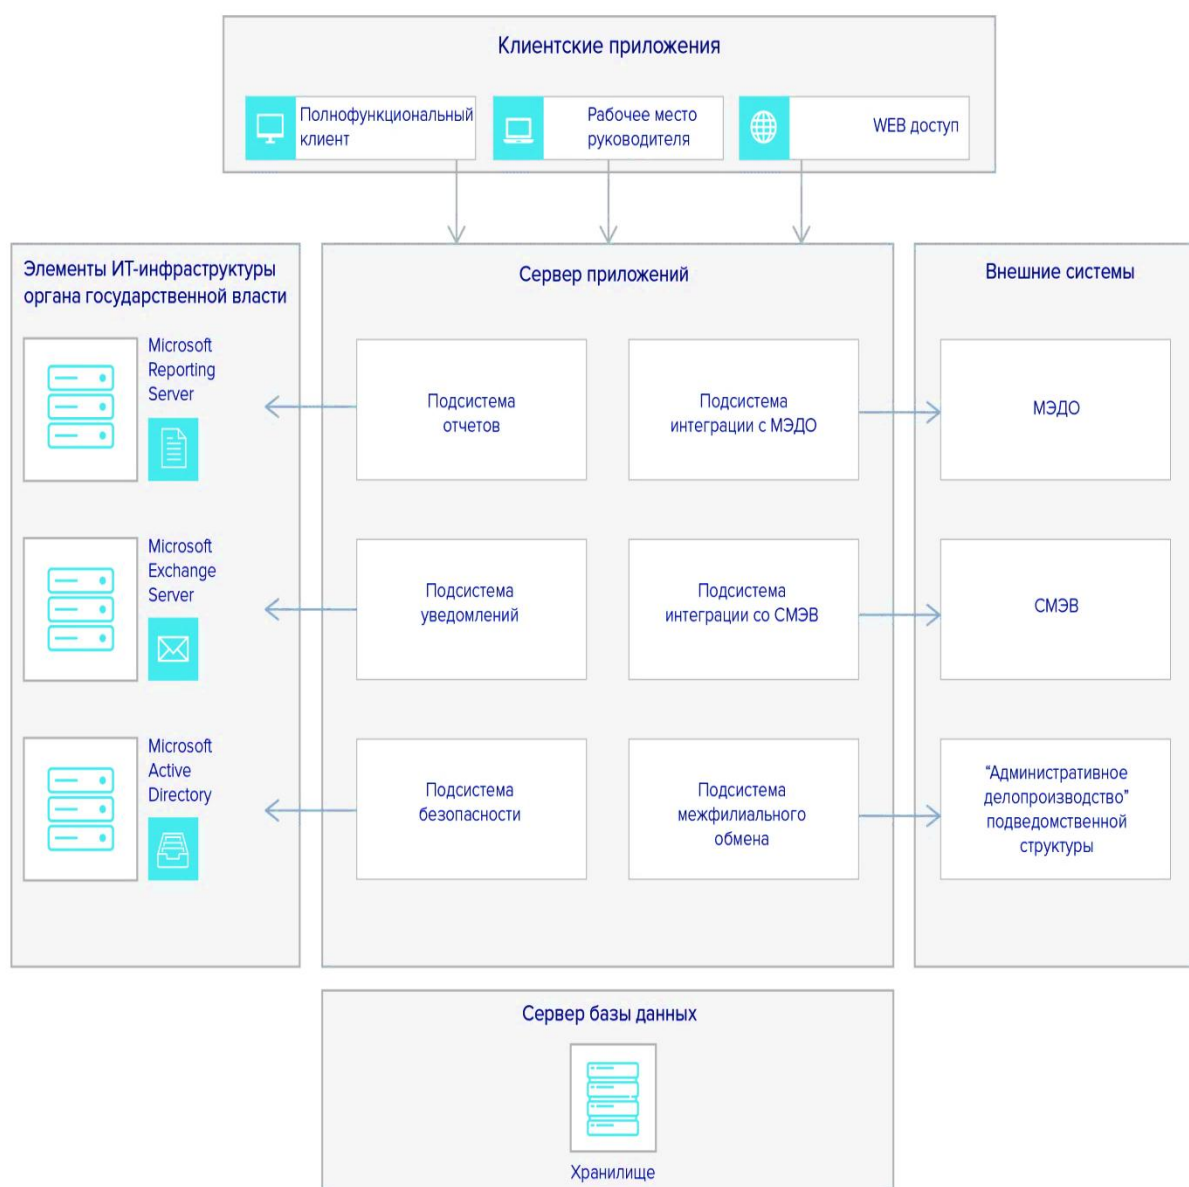 Клиентские приложения
Полнофункциональный
клиент
Рабочее место
руководителя
WEB доступ
Элементы ИТ-инфраструктуры
органа государственной власти
Microsoft
Reporting
Server
Microsoft
Exchange
Server
Microsoft
Active
Directory
Сервер приложений
Подсистема
отчетов
Подсистема
интеграции с МЭДО
Подсистема
уведомлений
Подсистема
интеграции со СМЭВ
Подсистема
безопасности
Подсистема
межфилиального
обмена
Внешние системы
МЭДО
СМЭВ
“Административное
делопроизводство”
подведомственной
структуры
Сервер базы данных
Хранилище